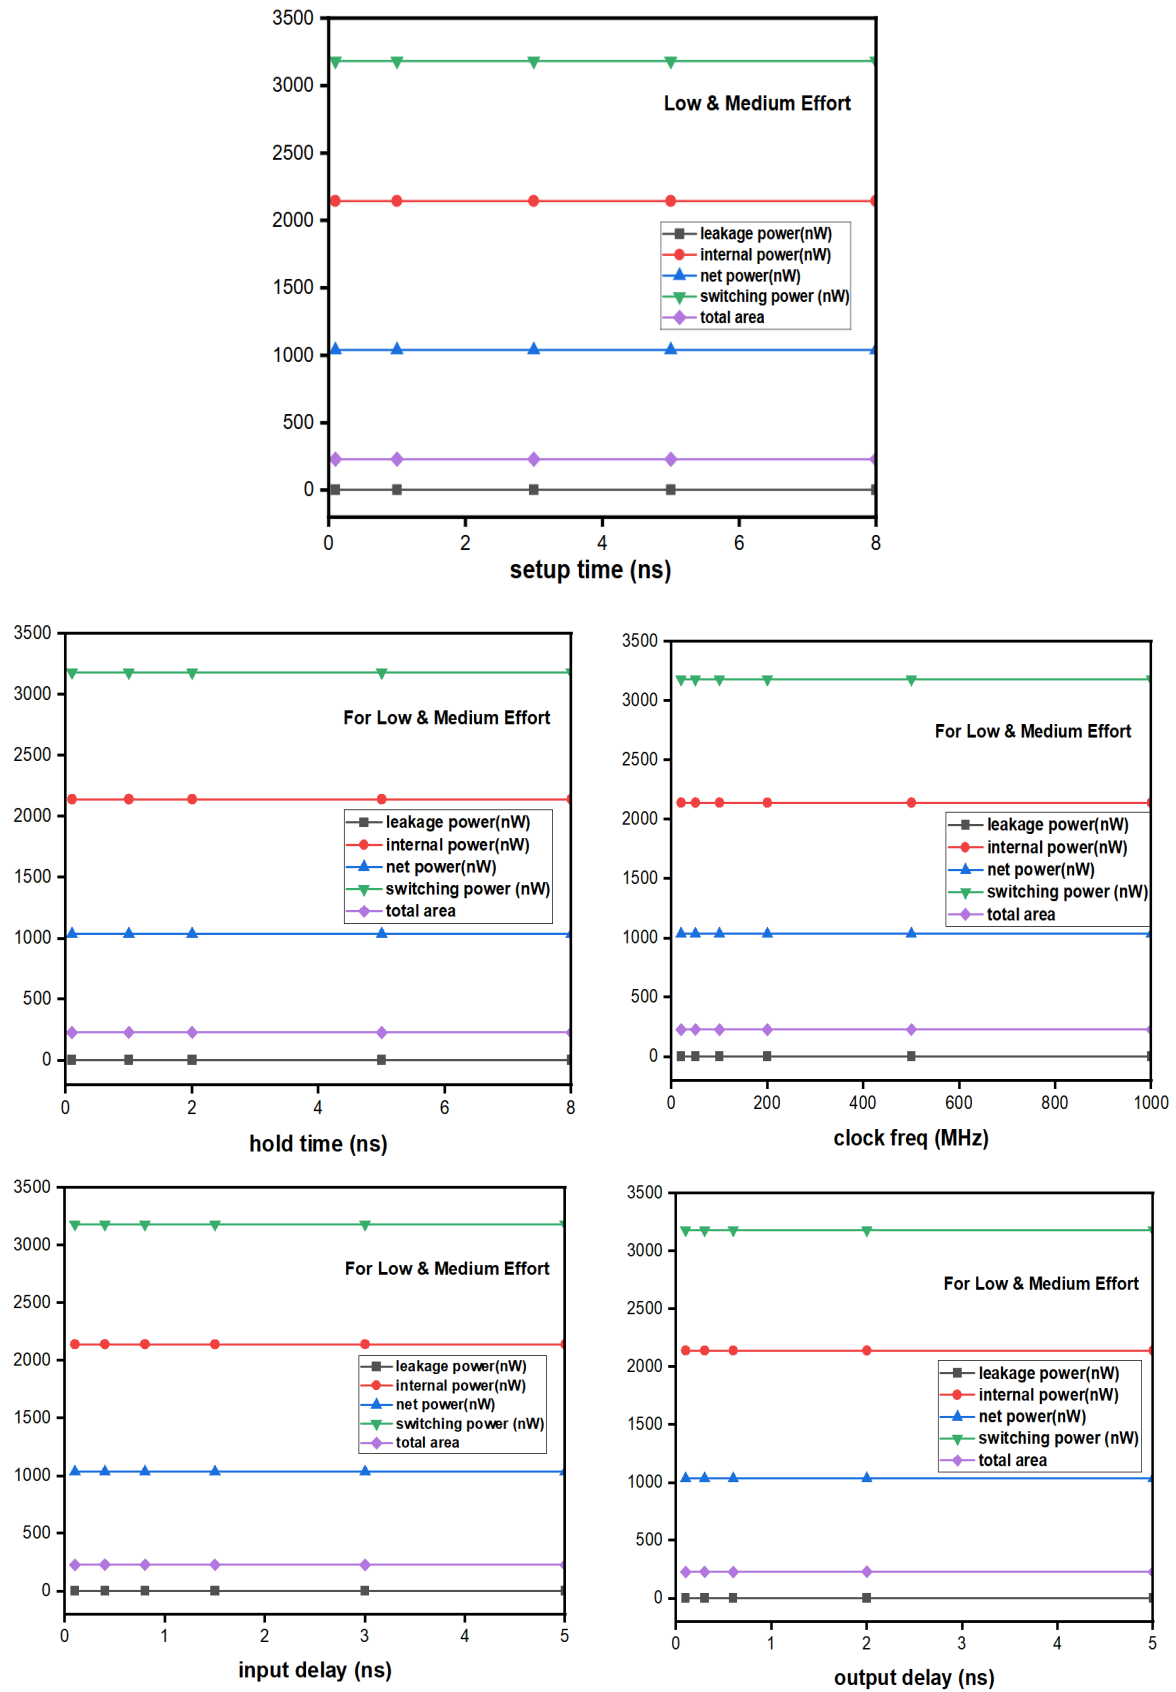 3500
3000
2500
2000
1500
1000
500
0
Low & Medium Effort
leakage power(nW)
internal power(nW)
net power(nW)
switching power (nW)
total area
0 2 4 6 8
setup time (ns)
3500
3000
2500
2000
1500
1000
500
0
For Low & Medium Effort
leakage power(nW)
internal power(nW)
net power(nW)
switching power (nW)
total area
0 2 4 6 8
hold time (ns)
3500
3000
2500
2000
1500
1000
500
0
For Low & Medium Effort
leakage power(nW)
internal power(nW)
net power(nW)
switching power (nW)
total area
0 200 400 600 800 1000
clock freq (MHz)
3500
3000
2500
2000
1500
1000
500
0
For Low & Medium Effort
leakage power(nW)
internal power(nW)
net power(nW)
switching power (nW)
total area
0 1 2 3 4 5
input delay (ns)
3500
3000
2500
2000
1500
1000
500
0
For Low & Medium Effort
leakage power(nW)
internal power(nW)
net power(nW)
switching power (nW)
total area
0 1 2 3 4 5
output delay (ns)